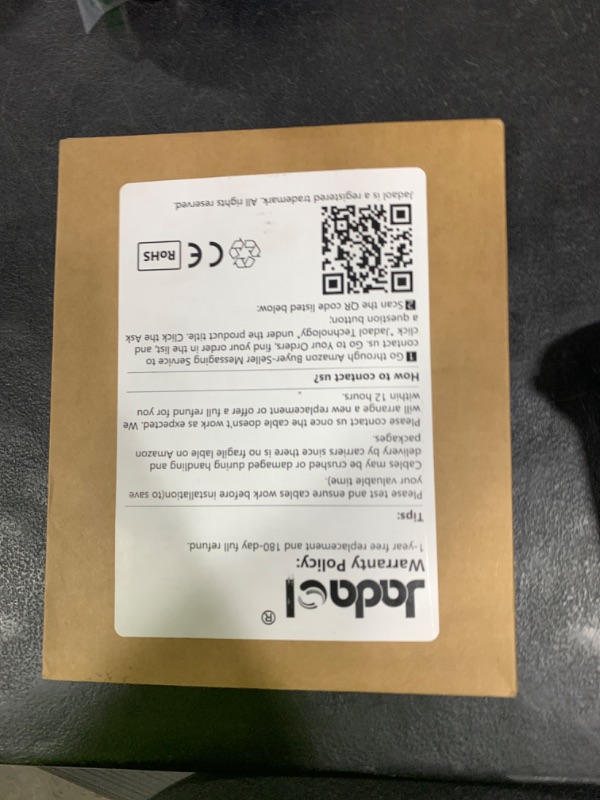 Jadaol®
Warranty Policy:
1-year free replacement and 180-day full refund.
Tips:
Please test and ensure cables work before installation(to save
your valuable time).
Cables may be crushed or damaged during handling and
delivery by carriers since there is no fragile lable on Amazon
packages.
Please contact us once the cable doesn't work as expected. We
will arrange a new replacement or offer a full refund for you
within 12 hours.
How to contact us?
1 Go through Amazon Buyer-Seller Messaging Service to
contact us. Go to Your Orders, find your order in the list, and
click "Jadaol Technology" under the product title. Click the Ask
a question button;
2 Scan the QR code listed below:
CE RoHS
Jadaol is a registered trademark. All rights reserved.